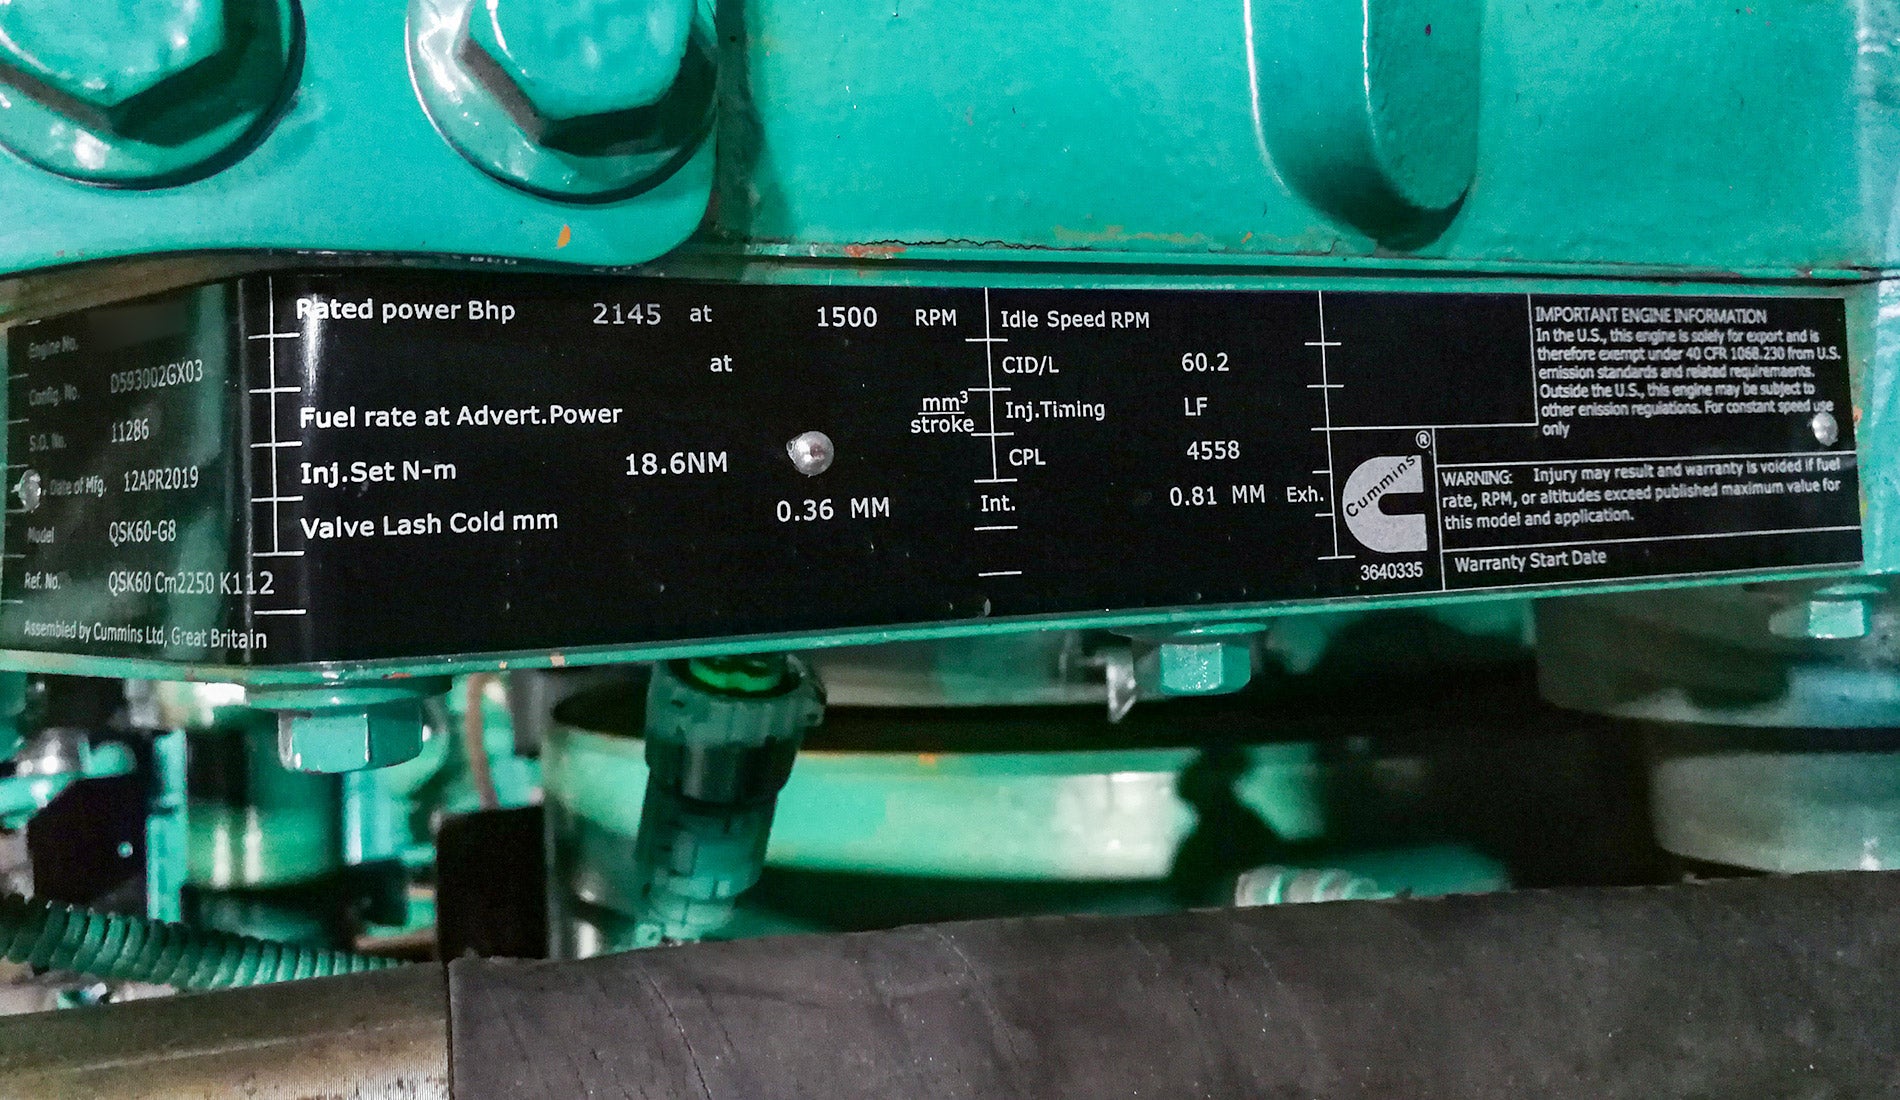 Engine No.
Config. No. D593002GX03
S.O. No. 11286
Date of Mfg. 12APR2019
Model QSK60-G8
Ref. No. QSK60 Cm2250 K112
Assembled by Cummins Ltd, Great Britain
Rated power Bhp 2145 at 1500 RPM
at
Fuel rate at Advert.Power mm³/stroke
Inj.Set N-m 18.6NM
Valve Lash Cold mm 0.36 MM Int. 0.81 MM Exh.
Idle Speed RPM
CID/L 60.2
Inj.Timing LF
CPL 4558
Cummins ®
3640335
IMPORTANT ENGINE INFORMATION
In the U.S., this engine is solely for export and is
therefore exempt under 40 CFR 1068.230 from U.S.
emission standards and related requiremaents.
Outside the U.S., this engine may be subject to
other enission regulations. For constant speed use
only
WARNING: Injury may result and warranty is voided if fuel
rate, RPM, or altitudes exceed published maximum value for
this model and application.
Warranty Start Date